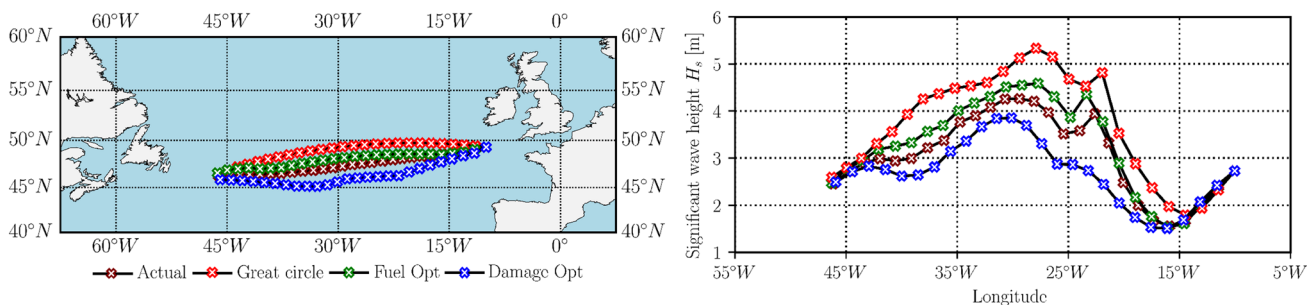 60°W 45°W 30°W 15°W 0°
60°N 60°N
55°N 55°N
50°N 50°N
45°N 45°N
40°N 40°N
60°W 45°W 30°W 15°W 0°
Actual Great circle Fuel Opt Damage Opt
Significant wave height H_s [m]
6
5
4
3
2
1
55°W 45°W 35°W 25°W 15°W 5°W
Longitude